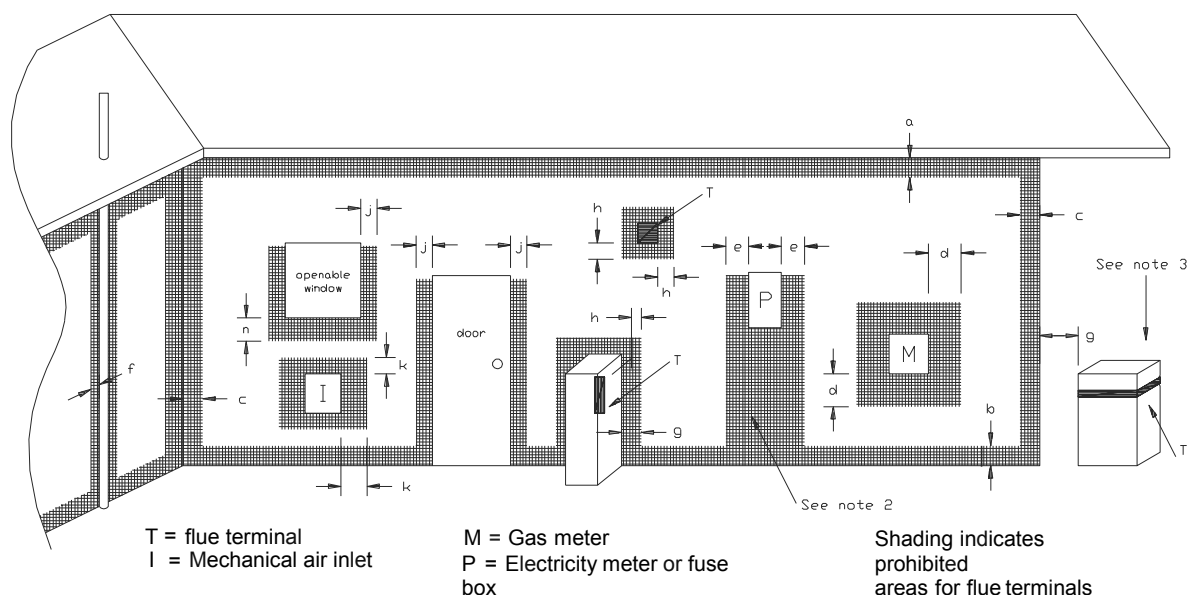 a
T
h
j
c
j
j
e
e
d
See note 3
openable
window
P
h
n
door
h
g
k
T
M
f
I
d
c
g
b
T
k
See note 2
T = flue terminal
I = Mechanical air inlet
M = Gas meter
P = Electricity meter or fuse
box
Shading indicates
prohibited
areas for flue terminals